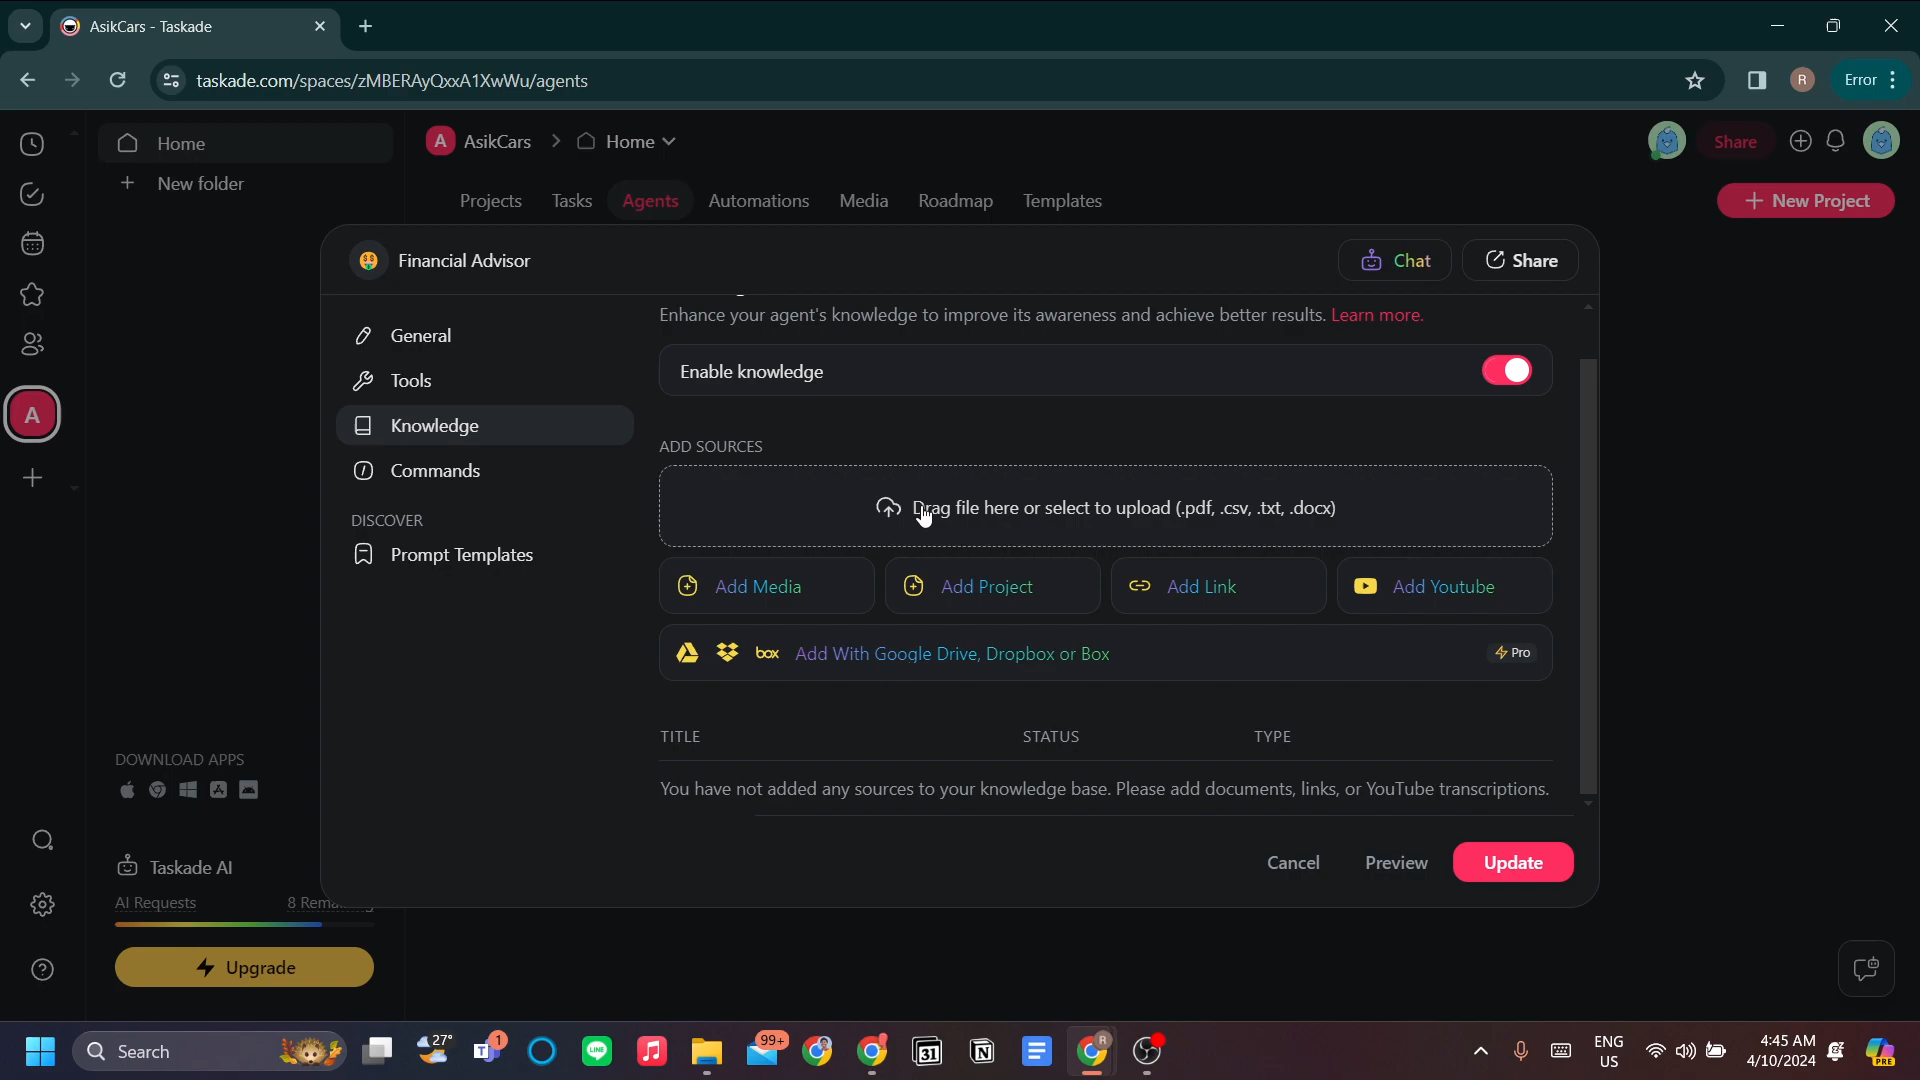 AsikCars - Taskade
taskade.com/spaces/zMBERAyQxxA1XwWu/agents
R
Error
Home
New folder
A AsikCars > Home
Share
Projects Tasks Agents Automations Media Roadmap Templates
+ New Project
Financial Advisor
Chat
Share
A
General
Tools
Knowledge
Commands
DISCOVER
Prompt Templates
Enhance your agent's knowledge to improve its awareness and achieve better results. Learn more.
Enable knowledge
ADD SOURCES
Drag file here or select to upload (.pdf, .csv, .txt, .docx)
Add Media
Add Project
Add Link
Add Youtube
box Add With Google Drive, Dropbox or Box
Pro
TITLE STATUS TYPE
You have not added any sources to your knowledge base. Please add documents, links, or YouTube transcriptions.
Cancel
Preview
Update
DOWNLOAD APPS
Taskade AI
AI Requests
8
Upgrade
Search
27°
1
LINE
99+
31
R
ENG
US
4:45 AM
4/10/2024
PRE